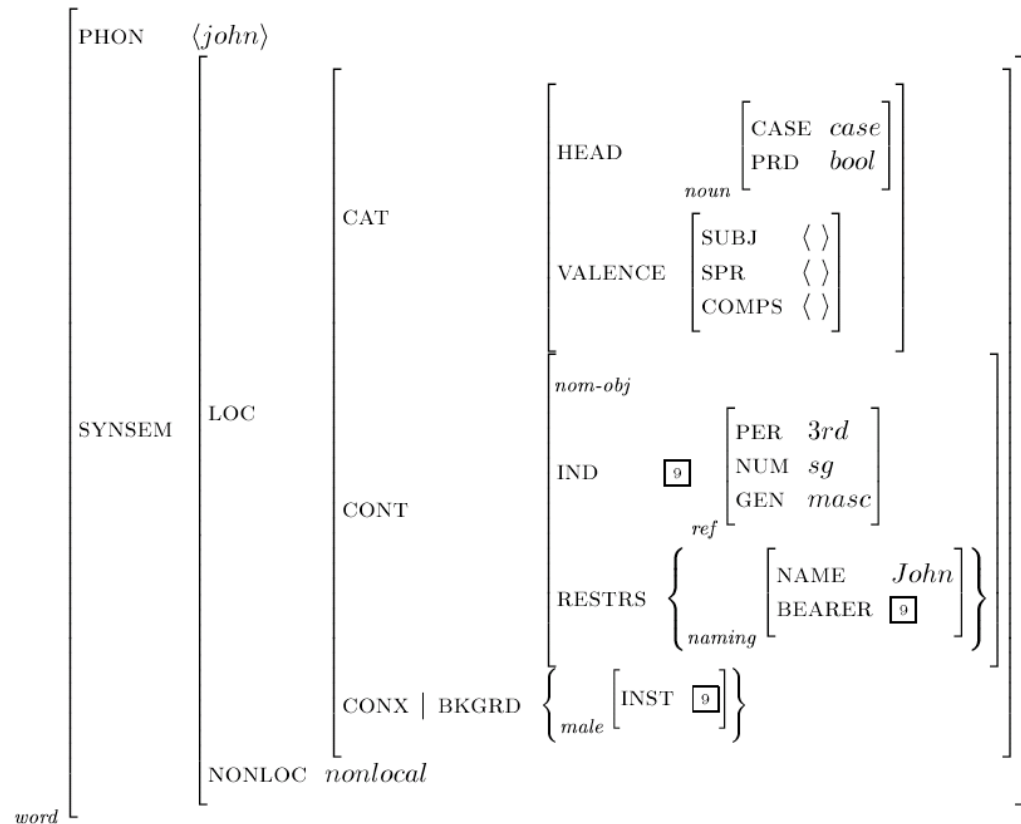 PHON ⟨john⟩
CASE case
HEAD PRD bool
noun
CAT
SUBJ ⟨ ⟩
VALENCE SPR ⟨ ⟩
COMPS ⟨ ⟩
nom-obj
SYNSEM LOC
PER 3rd
IND 9 NUM sg
CONT GEN masc
ref
NAME John
RESTRS BEARER 9
naming
CONX | BKGRD { male [INST 9] }
NONLOC nonlocal
word